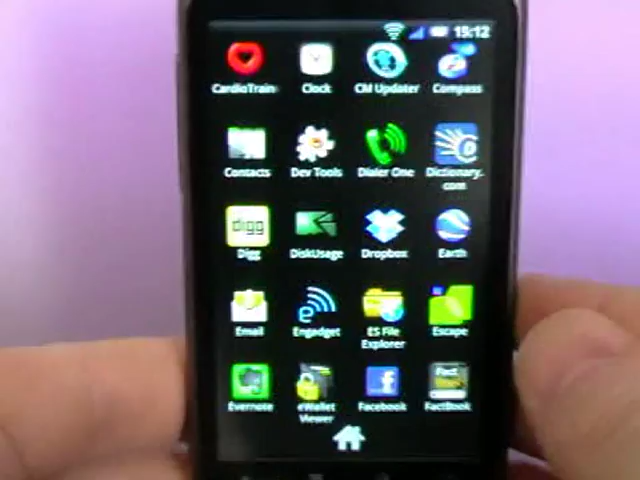 15:12
CardioTrain
Clock
CM Updater
Compass
Contacts
Dev Tools
Dialer One
Dictionary.
com
digg
Digg
DiskUsage
Dropbox
Earth
Email
Engadget
ES File
Explorer
Escape
Evernote
eWallet
Viewer
Facebook
FactBook